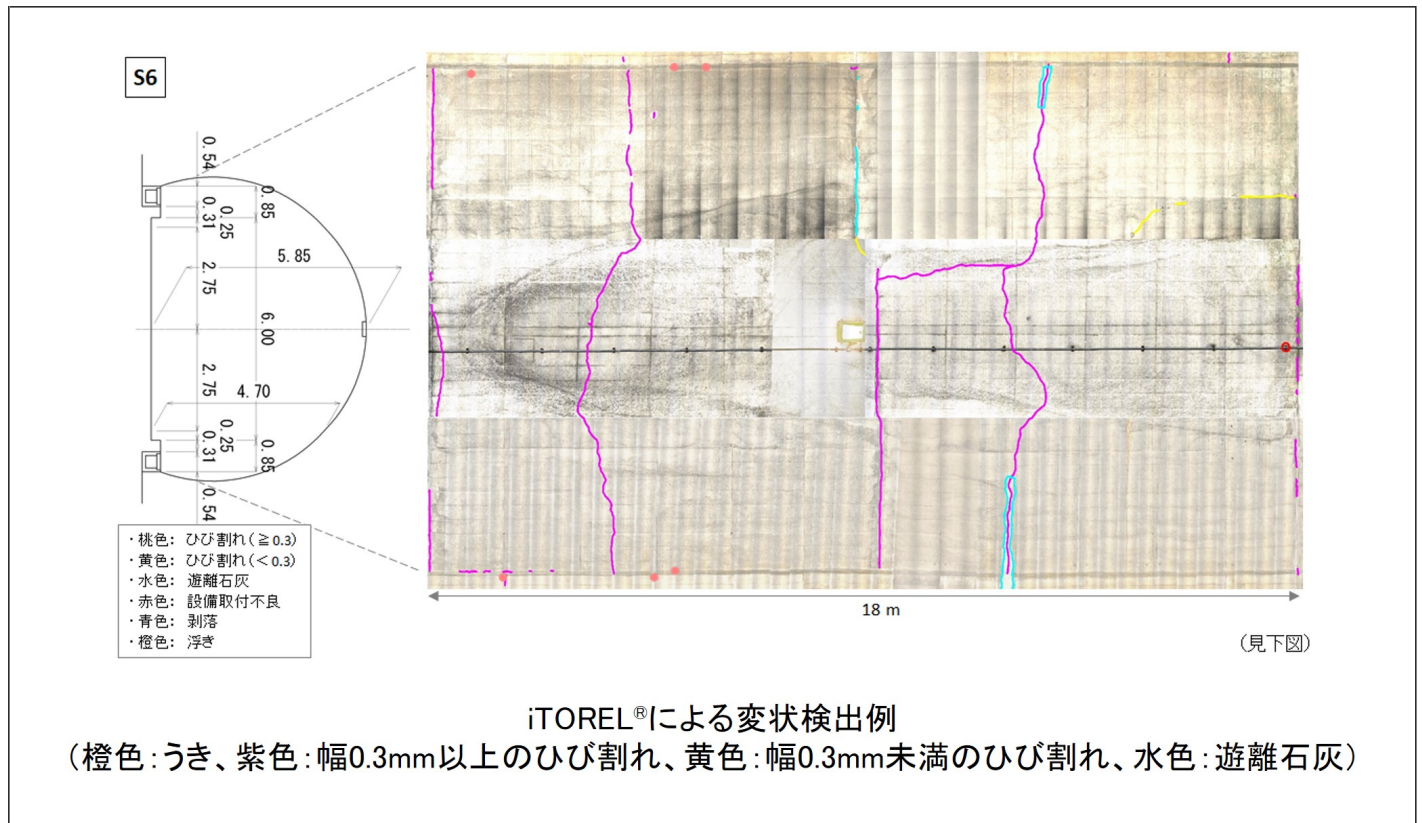 S6
0.54
0.85
0.31
0.25
5.85
2.75
6.00
2.75
4.70
0.25
0.31
0.85
0.54
・桃色: ひび割れ(≧0.3)
・黄色: ひび割れ(<0.3)
・水色: 遊離石灰
・赤色: 設備取付不良
・青色: 剥落
・橙色: 浮き
18 m
(見下図)
iTOREL®による変状検出例
(橙色:うき、紫色:幅0.3mm以上のひび割れ、黄色:幅0.3mm未満のひび割れ、水色:遊離石灰)